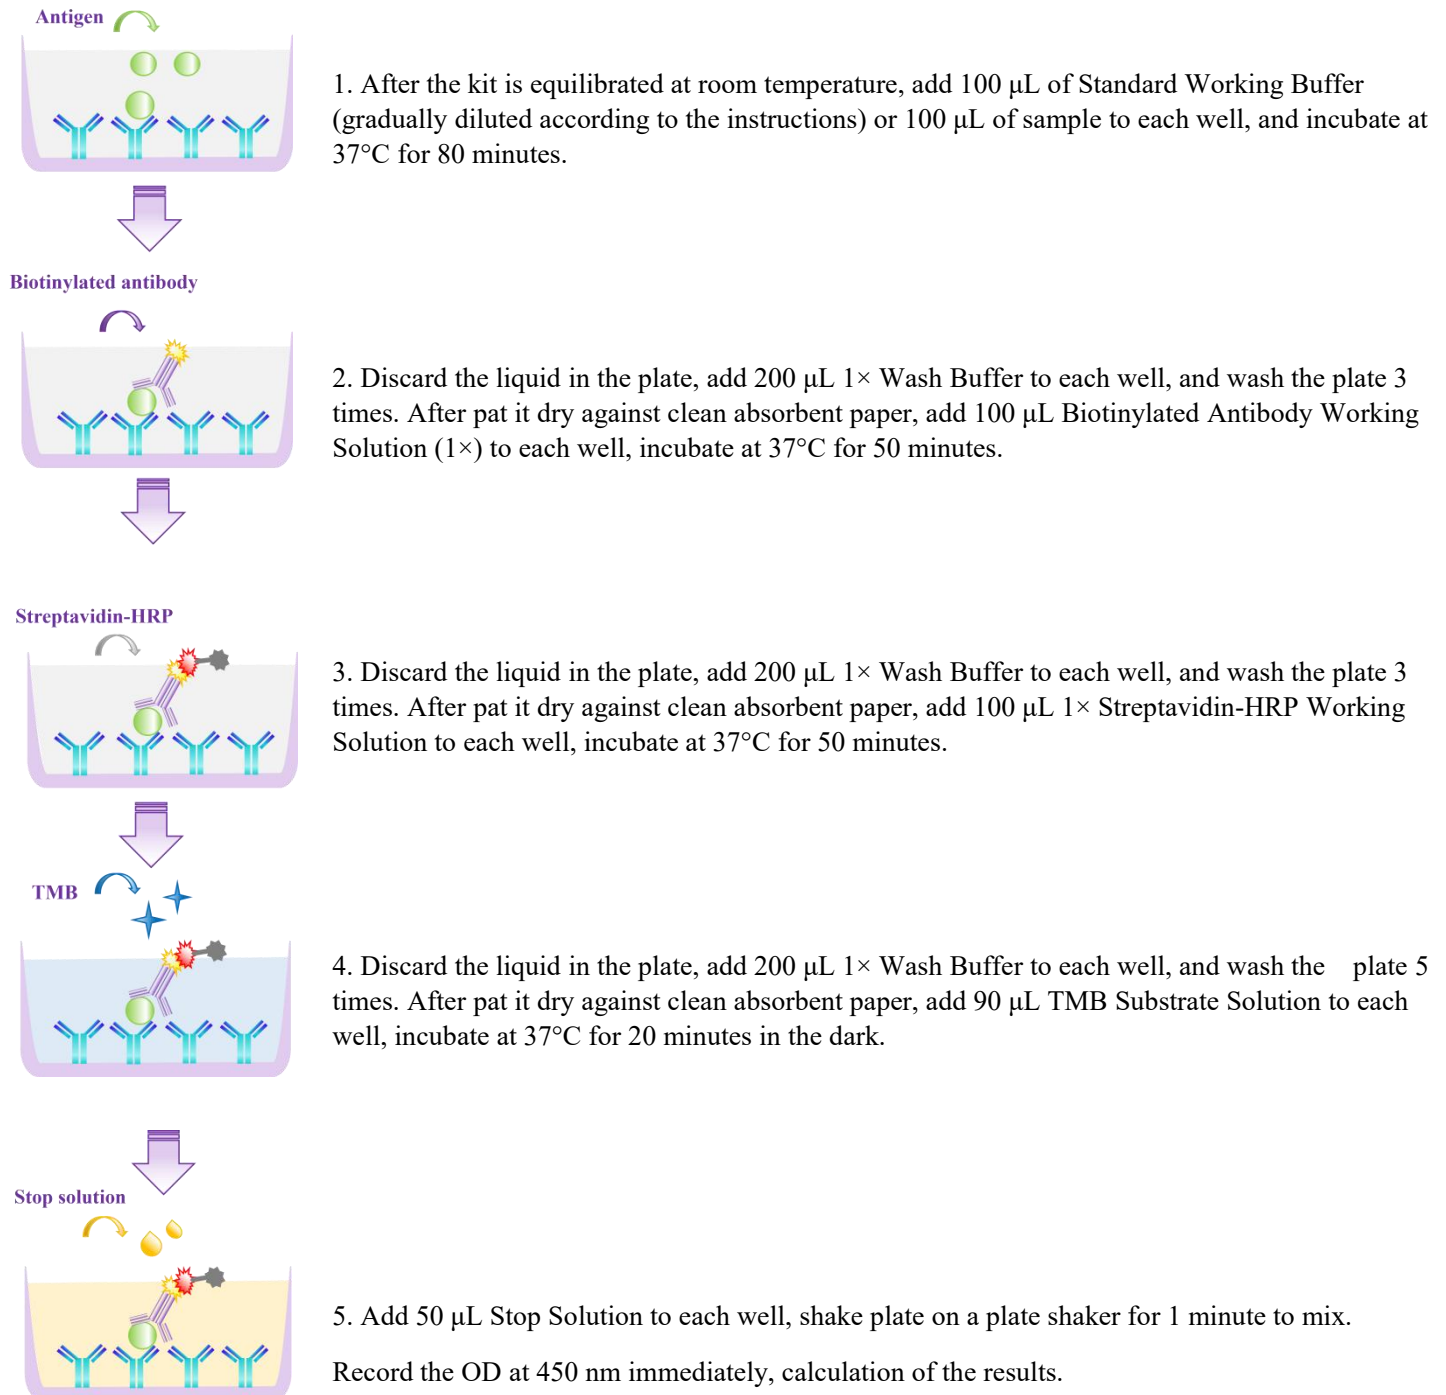 Antigen
1. After the kit is equilibrated at room temperature, add 100 μL of Standard Working Buffer
(gradually diluted according to the instructions) or 100 μL of sample to each well, and incubate at
37°C for 80 minutes.
Biotinylated antibody
2. Discard the liquid in the plate, add 200 μL 1× Wash Buffer to each well, and wash the plate 3
times. After pat it dry against clean absorbent paper, add 100 μL Biotinylated Antibody Working
Solution (1×) to each well, incubate at 37°C for 50 minutes.
Streptavidin-HRP
3. Discard the liquid in the plate, add 200 μL 1× Wash Buffer to each well, and wash the plate 3
times. After pat it dry against clean absorbent paper, add 100 μL 1× Streptavidin-HRP Working
Solution to each well, incubate at 37°C for 50 minutes.
TMB
4. Discard the liquid in the plate, add 200 μL 1× Wash Buffer to each well, and wash the plate 5
times. After pat it dry against clean absorbent paper, add 90 μL TMB Substrate Solution to each
well, incubate at 37°C for 20 minutes in the dark.
Stop solution
5. Add 50 μL Stop Solution to each well, shake plate on a plate shaker for 1 minute to mix.
Record the OD at 450 nm immediately, calculation of the results.